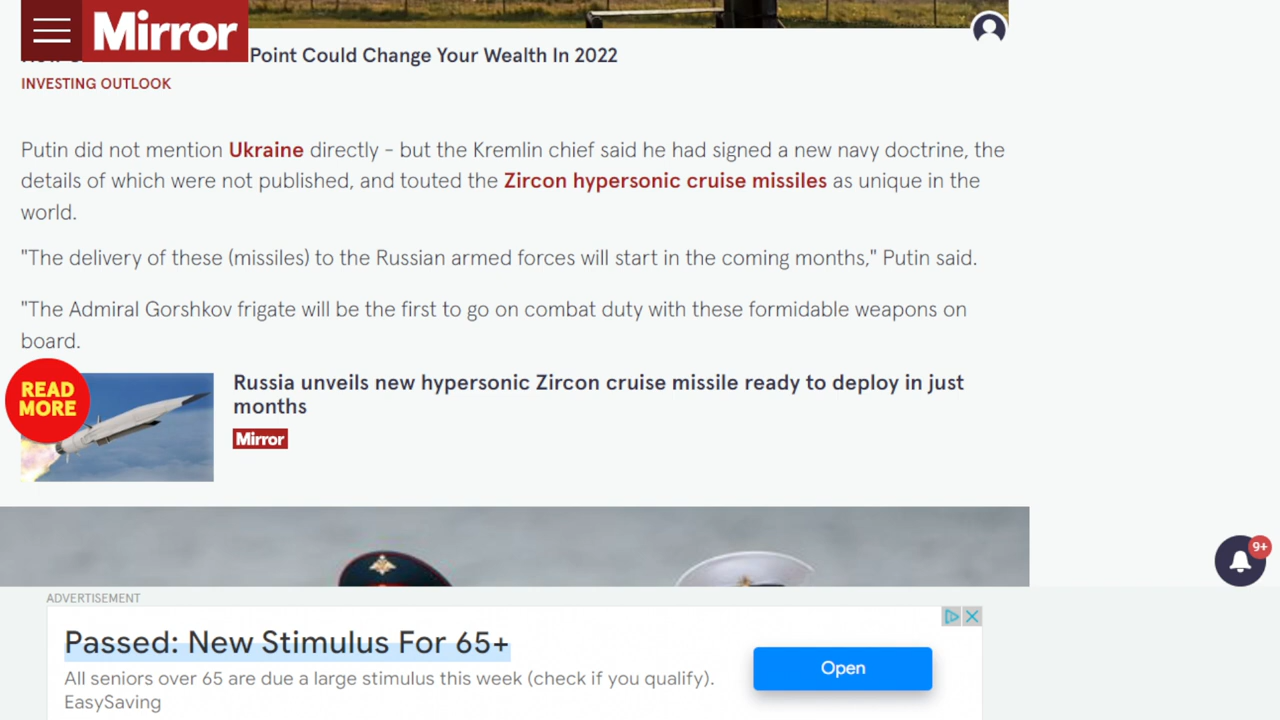 Mirror
Point Could Change Your Wealth In 2022
INVESTING OUTLOOK
Putin did not mention Ukraine directly – but the Kremlin chief said he had signed a new navy doctrine, the
details of which were not published, and touted the Zircon hypersonic cruise missiles as unique in the
world.
"The delivery of these (missiles) to the Russian armed forces will start in the coming months," Putin said.
"The Admiral Gorshkov frigate will be the first to go on combat duty with these formidable weapons on
board.
READ
MORE
Russia unveils new hypersonic Zircon cruise missile ready to deploy in just
months
Mirror
9+
ADVERTISEMENT
Passed: New Stimulus For 65+
All seniors over 65 are due a large stimulus this week (check if you qualify).
EasySaving
Open